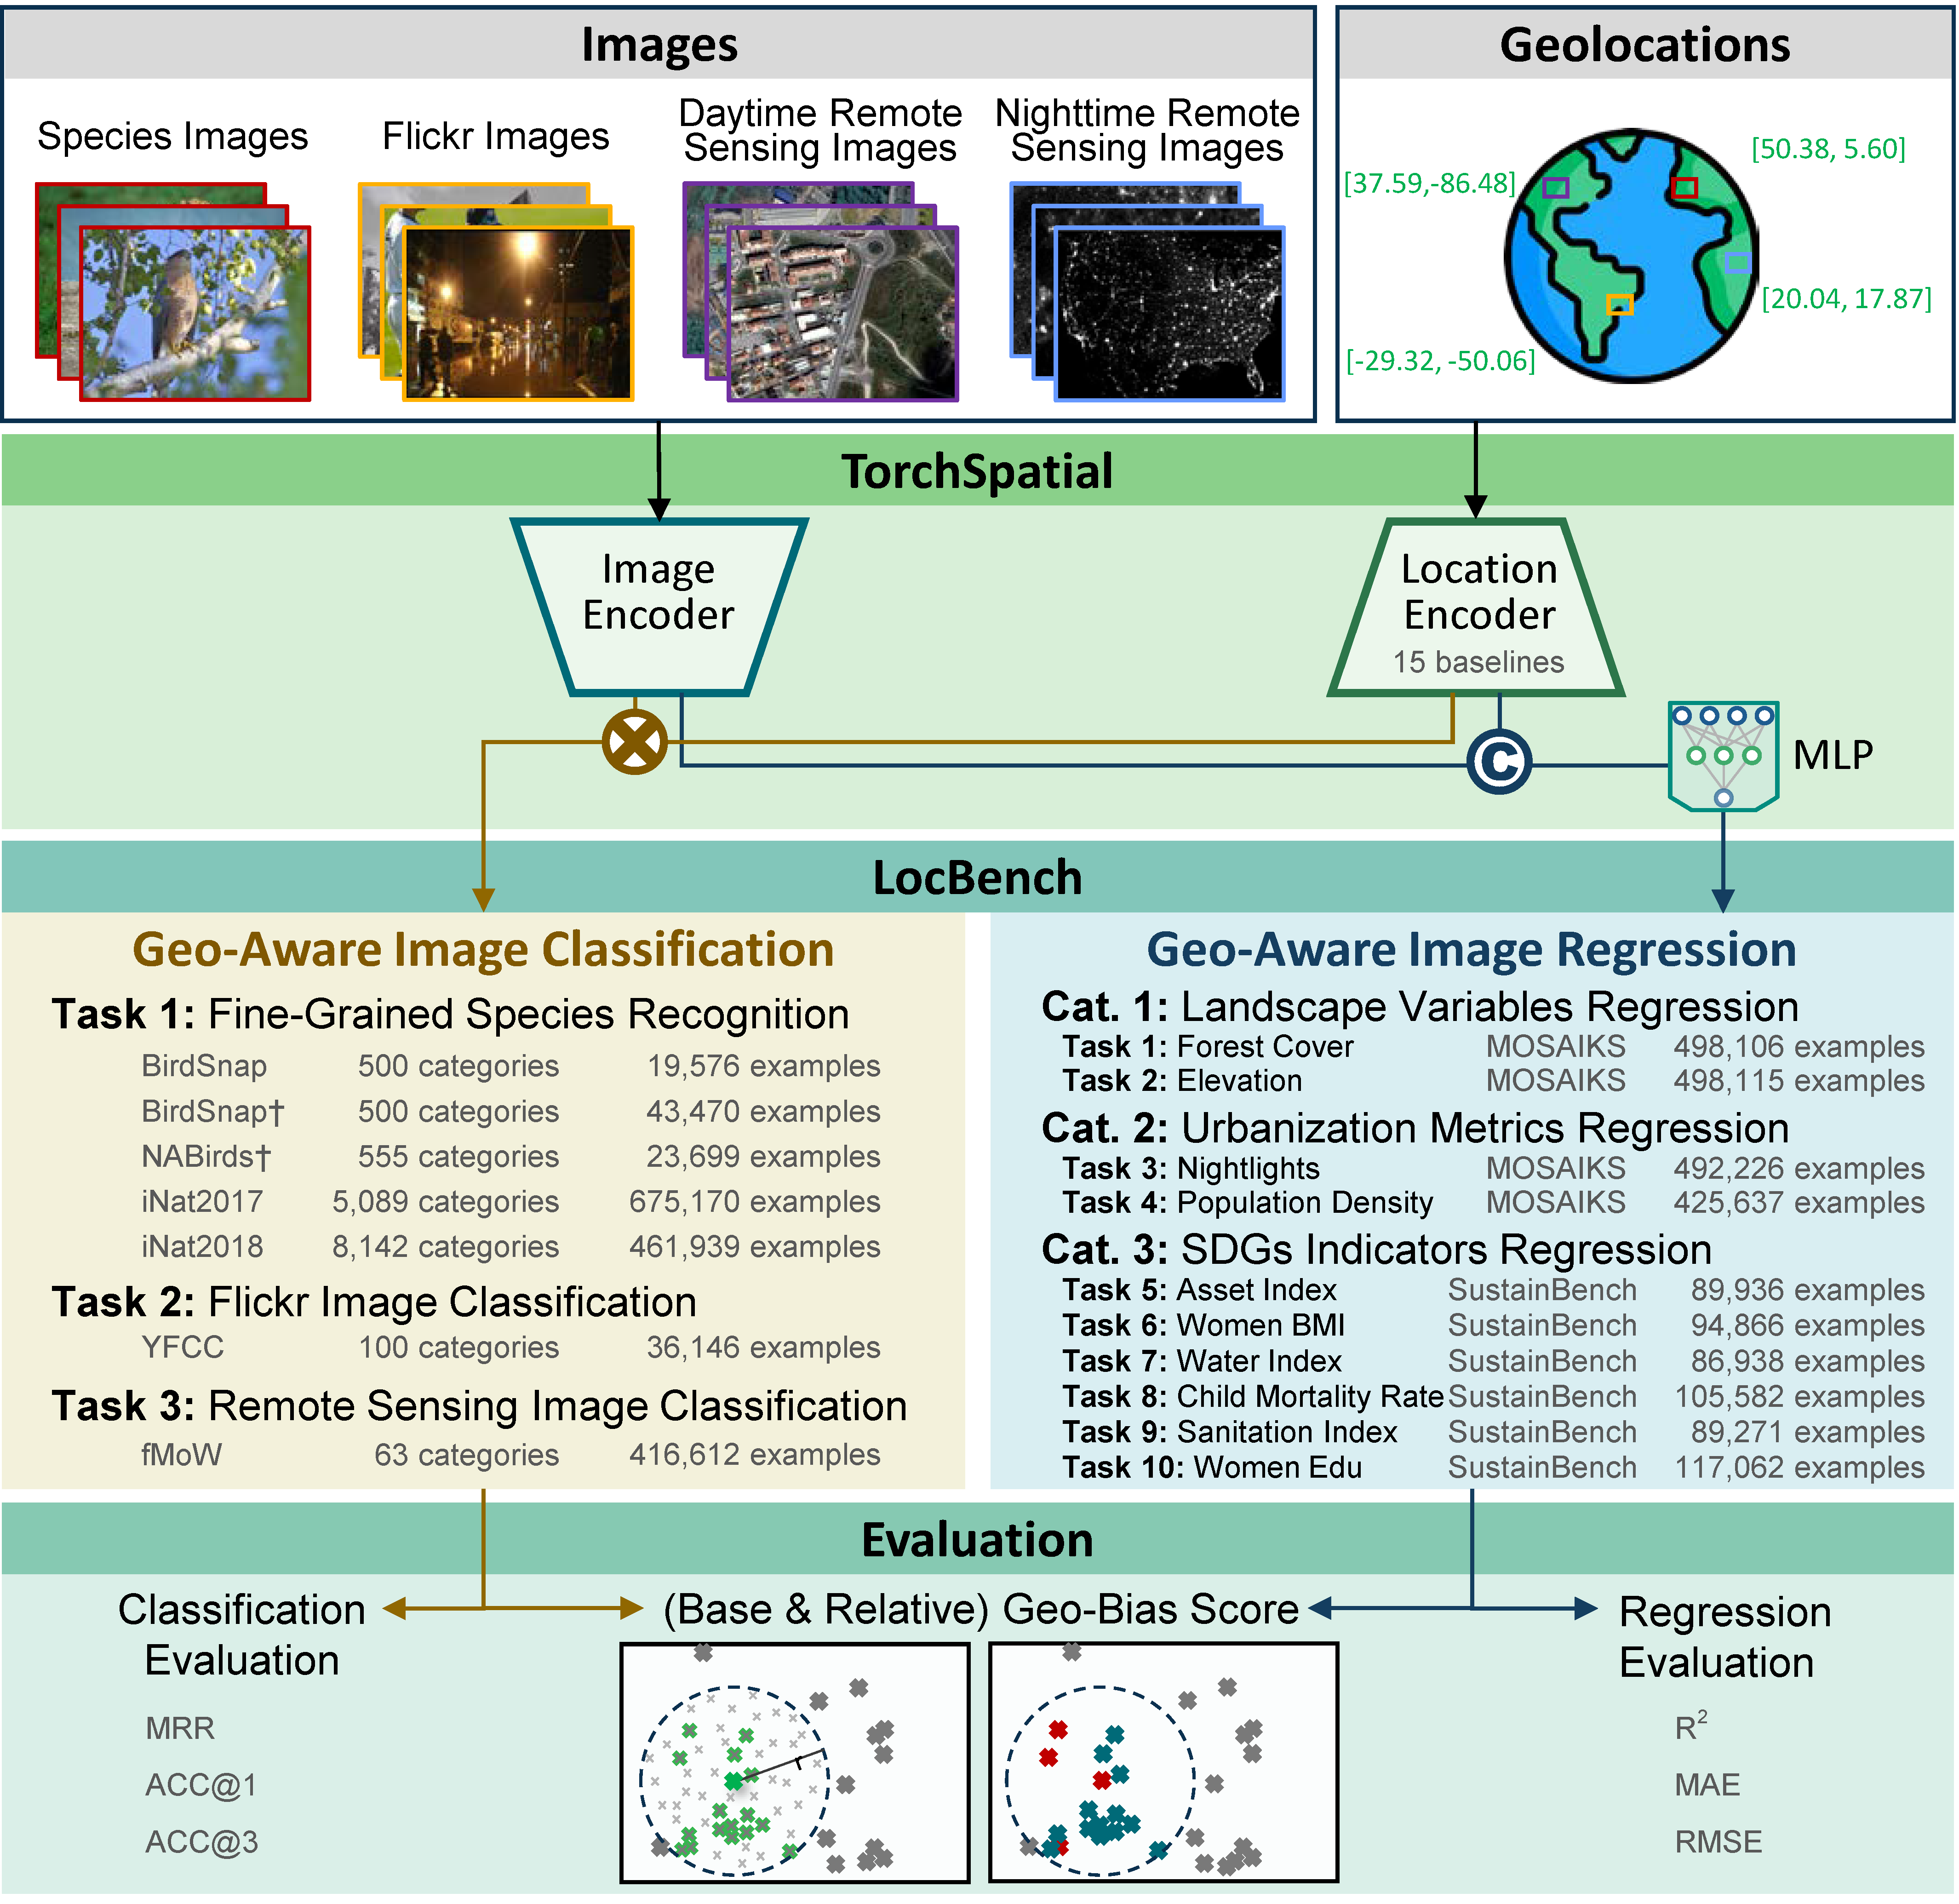 Images
Geolocations
Species Images
Flickr Images
Daytime Remote
Sensing Images
Nighttime Remote
Sensing Images
[50.38, 5.60]
[37.59,-86.48]
[20.04, 17.87]
[-29.32, -50.06]
TorchSpatial
Image
Encoder
Location
Encoder
15 baselines
C
MLP
LocBench
Geo-Aware Image Classification
Task 1: Fine-Grained Species Recognition
BirdSnap 500 categories 19,576 examples
BirdSnap† 500 categories 43,470 examples
NABirds† 555 categories 23,699 examples
iNat2017 5,089 categories 675,170 examples
iNat2018 8,142 categories 461,939 examples
Task 2: Flickr Image Classification
YFCC 100 categories 36,146 examples
Task 3: Remote Sensing Image Classification
fMoW 63 categories 416,612 examples
Geo-Aware Image Regression
Cat. 1: Landscape Variables Regression
Task 1: Forest Cover MOSAIKS 498,106 examples
Task 2: Elevation MOSAIKS 498,115 examples
Cat. 2: Urbanization Metrics Regression
Task 3: Nightlights MOSAIKS 492,226 examples
Task 4: Population Density MOSAIKS 425,637 examples
Cat. 3: SDGs Indicators Regression
Task 5: Asset Index SustainBench 89,936 examples
Task 6: Women BMI SustainBench 94,866 examples
Task 7: Water Index SustainBench 86,938 examples
Task 8: Child Mortality Rate SustainBench 105,582 examples
Task 9: Sanitation Index SustainBench 89,271 examples
Task 10: Women Edu SustainBench 117,062 examples
Evaluation
Classification
Evaluation
MRR
ACC@1
ACC@3
(Base & Relative) Geo-Bias Score
r
Regression
Evaluation
R²
MAE
RMSE